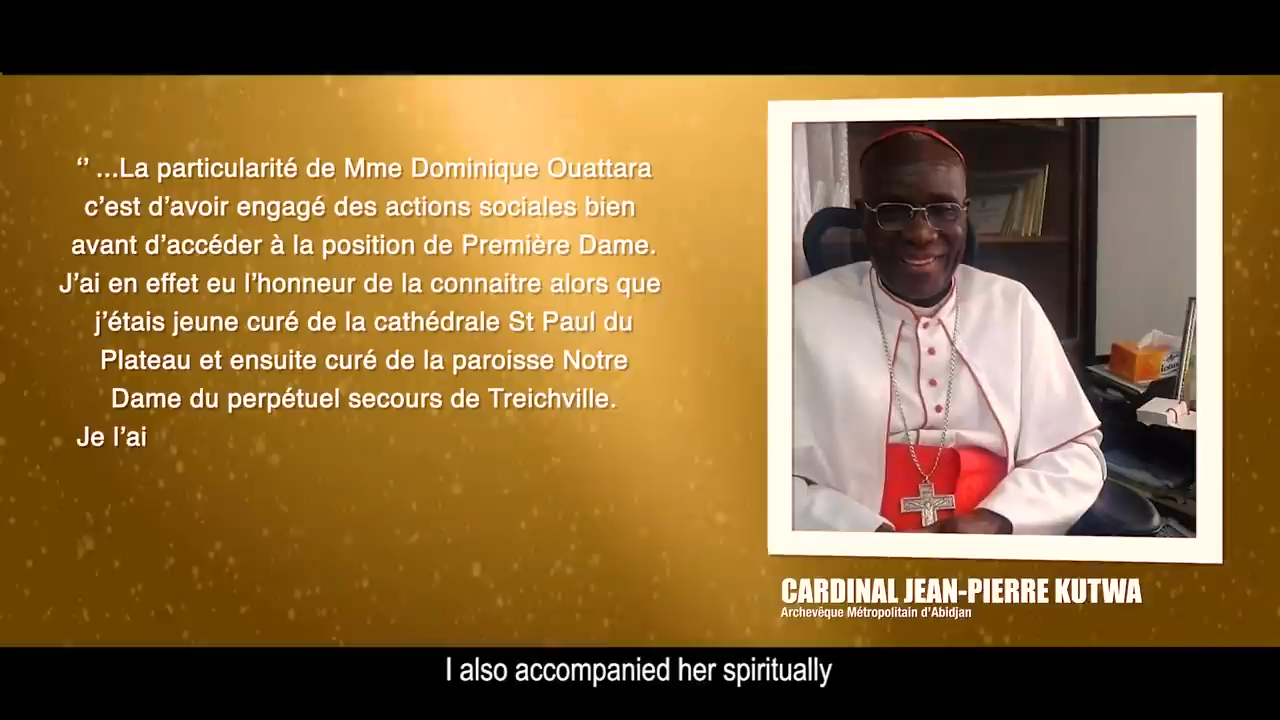 ‘’ ...La particularité de Mme Dominique Ouattara
c’est d’avoir engagé des actions sociales bien
avant d’accéder à la position de Première Dame.
J’ai en effet eu l’honneur de la connaitre alors que
j’étais jeune curé de la cathédrale St Paul du
Plateau et ensuite curé de la paroisse Notre
Dame du perpétuel secours de Treichville.
Je l’ai
CARDINAL JEAN-PIERRE KUTWA
Archevêque Métropolitain d’Abidjan
I also accompanied her spiritually